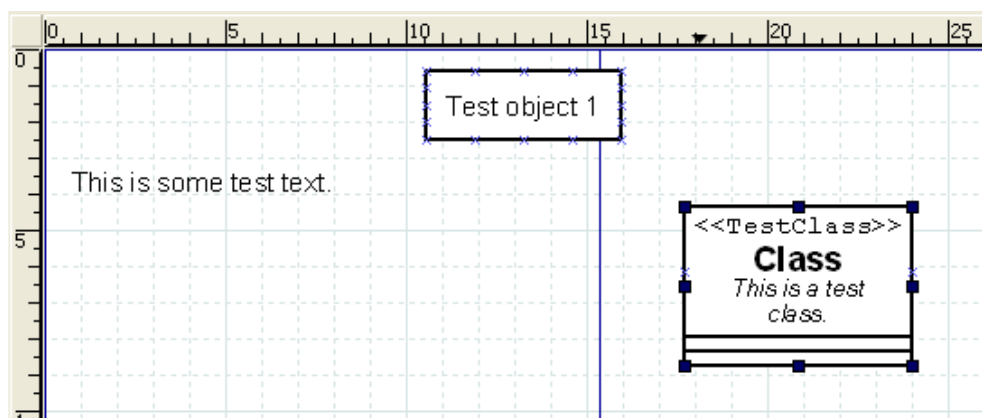 0 5 10 15 20 25
0
Test object 1
This is some test text.
5
<<TestClass>>
Class
This is a test
class.